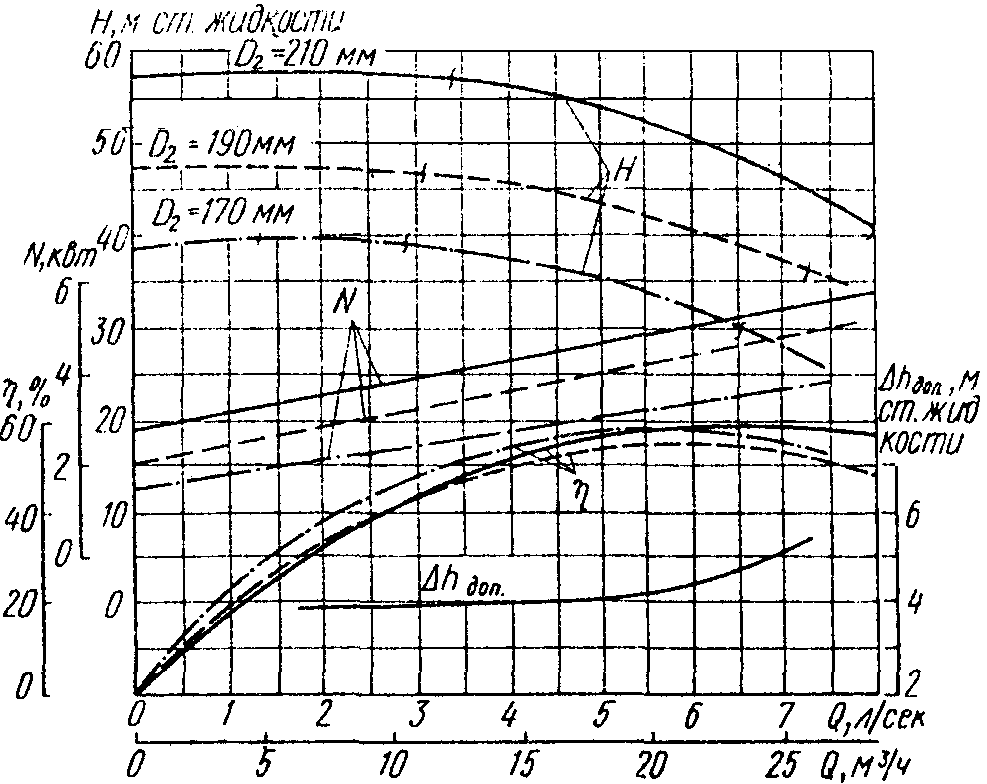 H, м ст. жидкости
60
D₂ =210 мм
50
D₂ = 190 мм
H
D₂ =170 мм
N, квт
40
6
N
30
4
η, %
Δh доп., м
ст. жид
кости
60
20
2
η
40
10
6
0
Δh доп.
20
0
4
0
2
0 1 2 3 4 5 6 7 Q, л/сек
0 5 10 15 20 25 Q, м³/ч